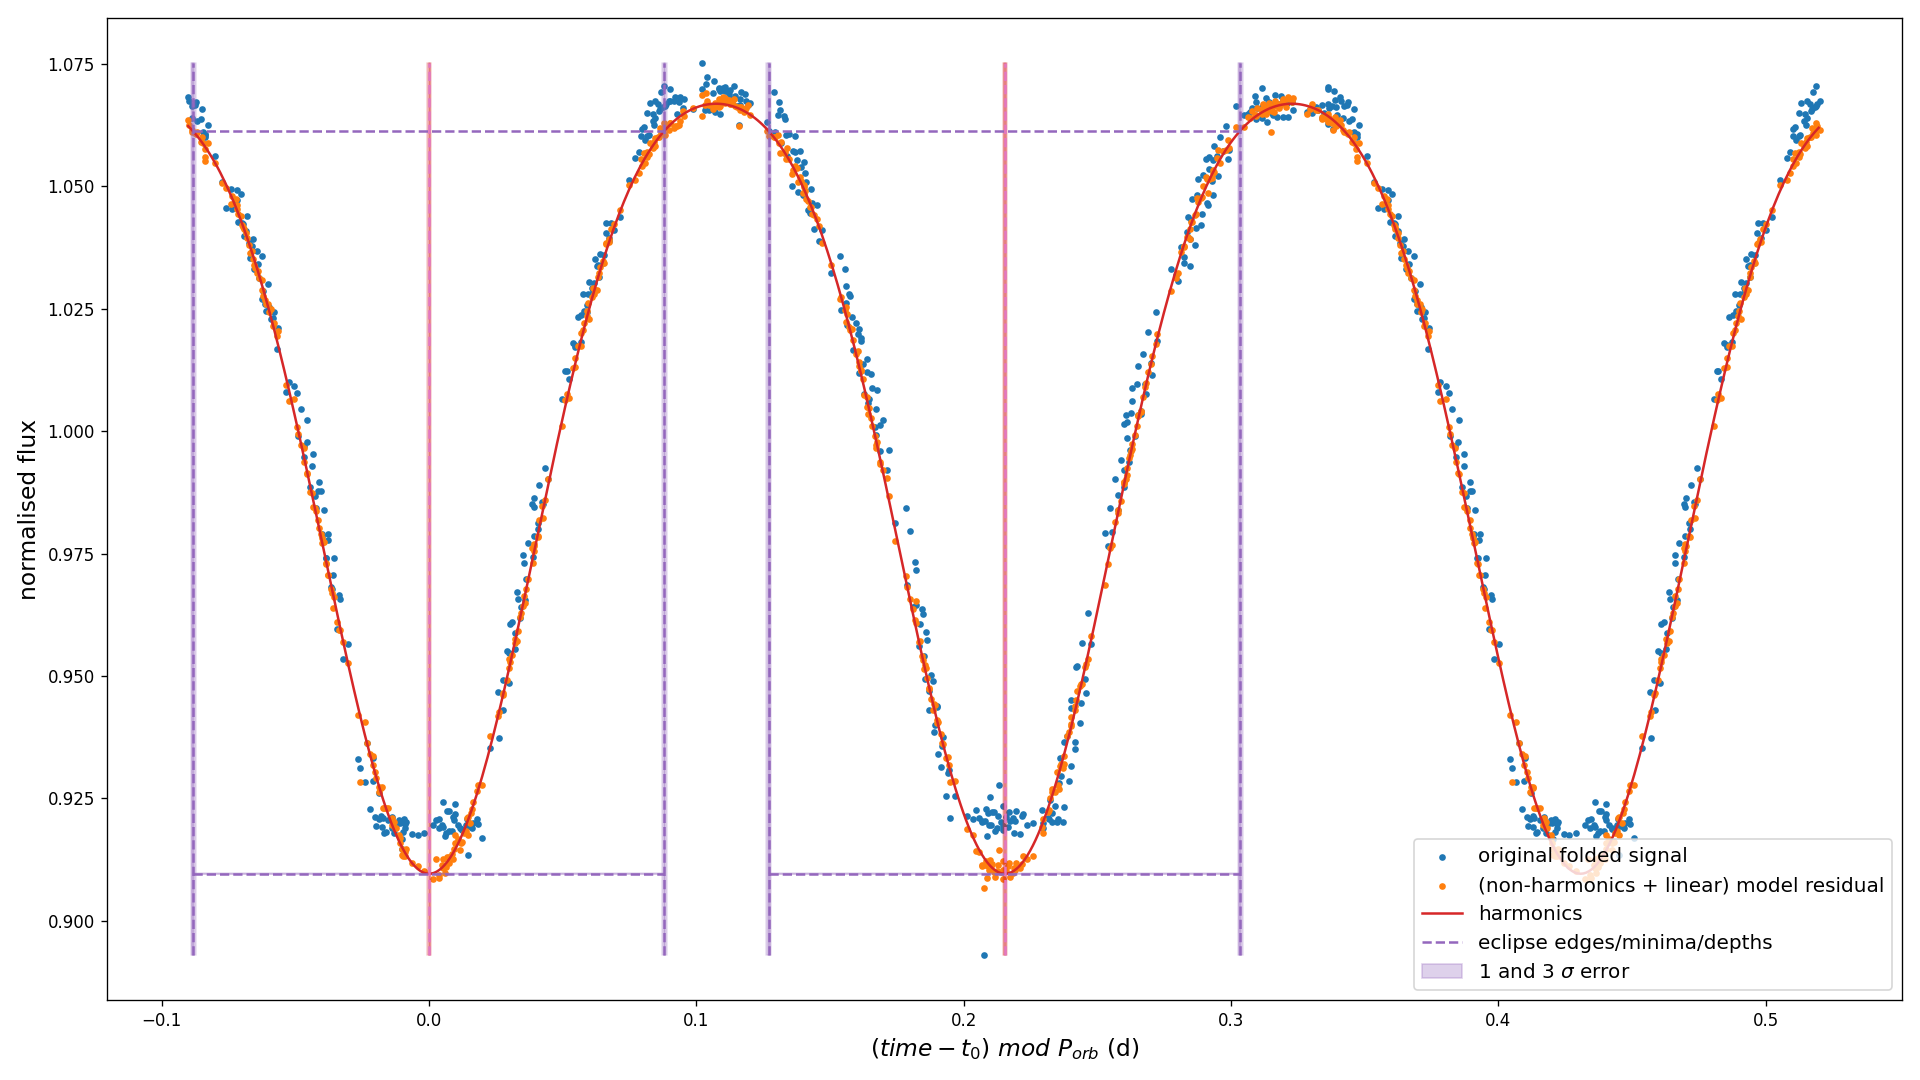 1.075
1.050
1.025
1.000
0.975
0.950
0.925
0.900
normalised flux
−0.1 0.0 0.1 0.2 0.3 0.4 0.5
(time − t₀) mod P_orb (d)
original folded signal
(non-harmonics + linear) model residual
harmonics
eclipse edges/minima/depths
1 and 3 σ error